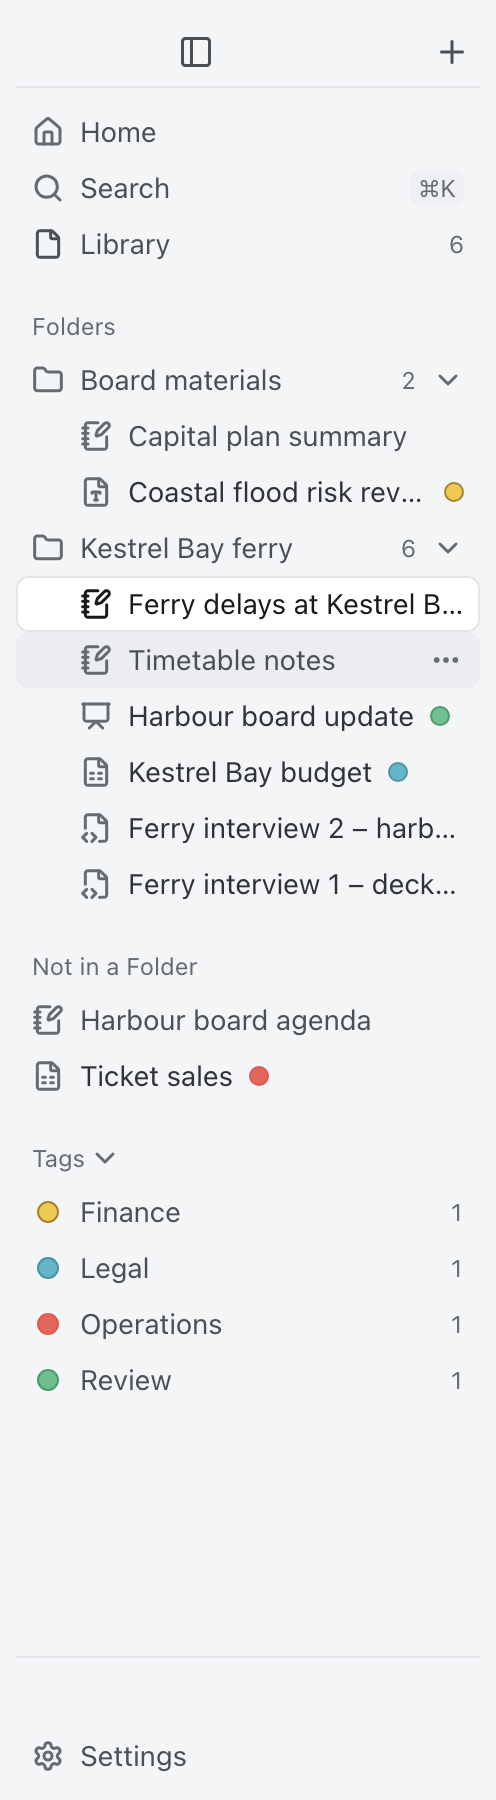 Home
Search ⌘K
Library 6
Folders
Board materials 2
Capital plan summary
Coastal flood risk rev...
Kestrel Bay ferry 6
Ferry delays at Kestrel B...
Timetable notes
Harbour board update
Kestrel Bay budget
Ferry interview 2 – harb...
Ferry interview 1 – deck...
Not in a Folder
Harbour board agenda
Ticket sales
Tags
Finance 1
Legal 1
Operations 1
Review 1
Settings